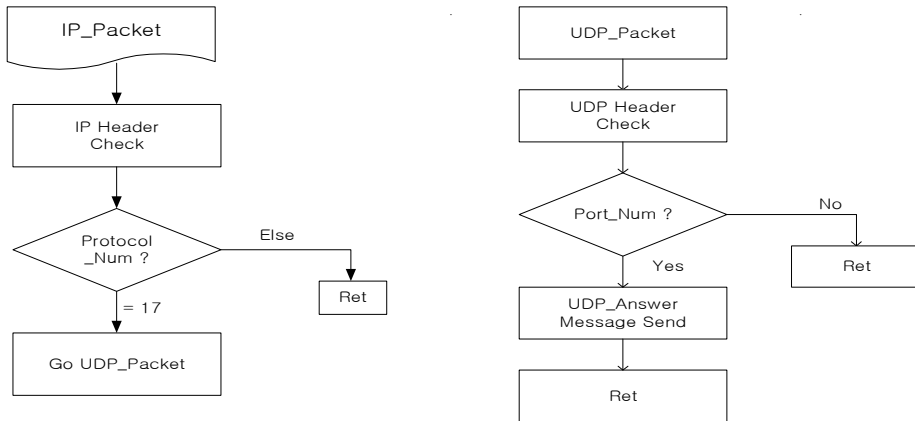 IP_Packet
IP Header
Check
Protocol
_Num ?
Else
Ret
= 17
Go UDP_Packet
UDP_Packet
UDP Header
Check
Port_Num ?
No
Ret
Yes
UDP_Answer
Message Send
Ret